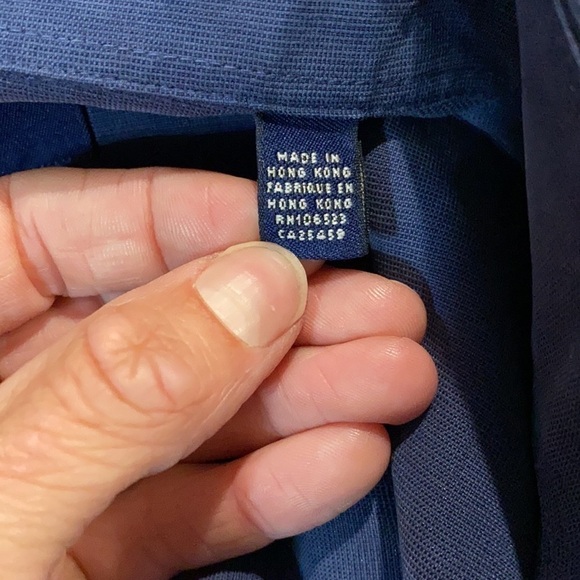 MADE IN
HONG KONG
FABRIQUE EN
HONG KONG
RN106523
CA25459